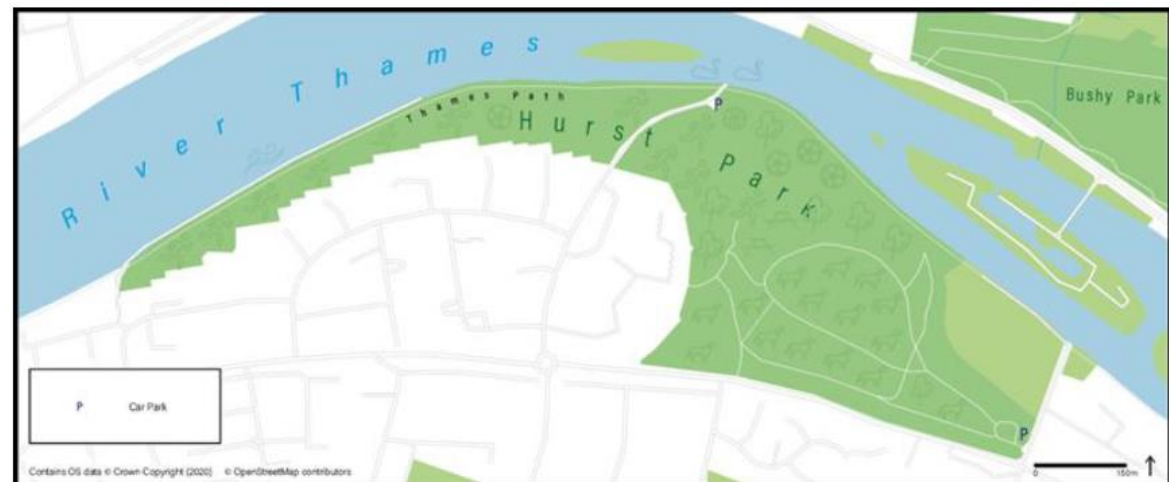 River Thames
Thames Path
Hurst Park
Bushy Park
P
P
P Car Park
Contains OS data © Crown Copyright (2020) © OpenStreetMap contributors
0 150m